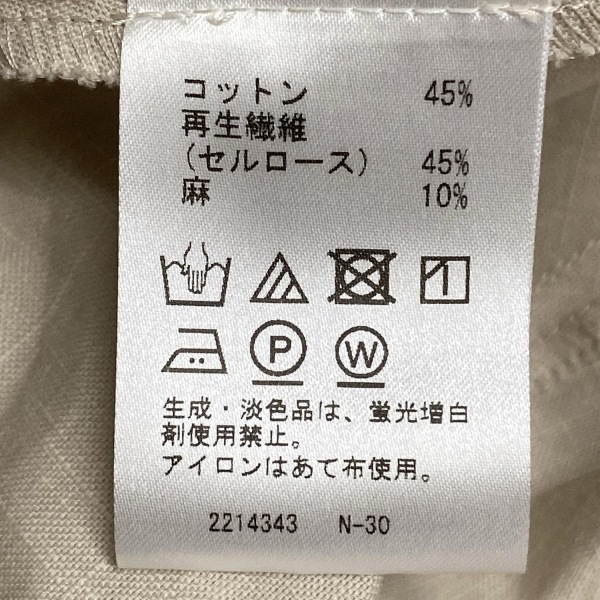 コットン 45%
再生繊維
(セルロース) 45%
麻 10%
P W
生成・淡色品は、蛍光増白
剤使用禁止。
アイロンはあて布使用。
2214343 N-30